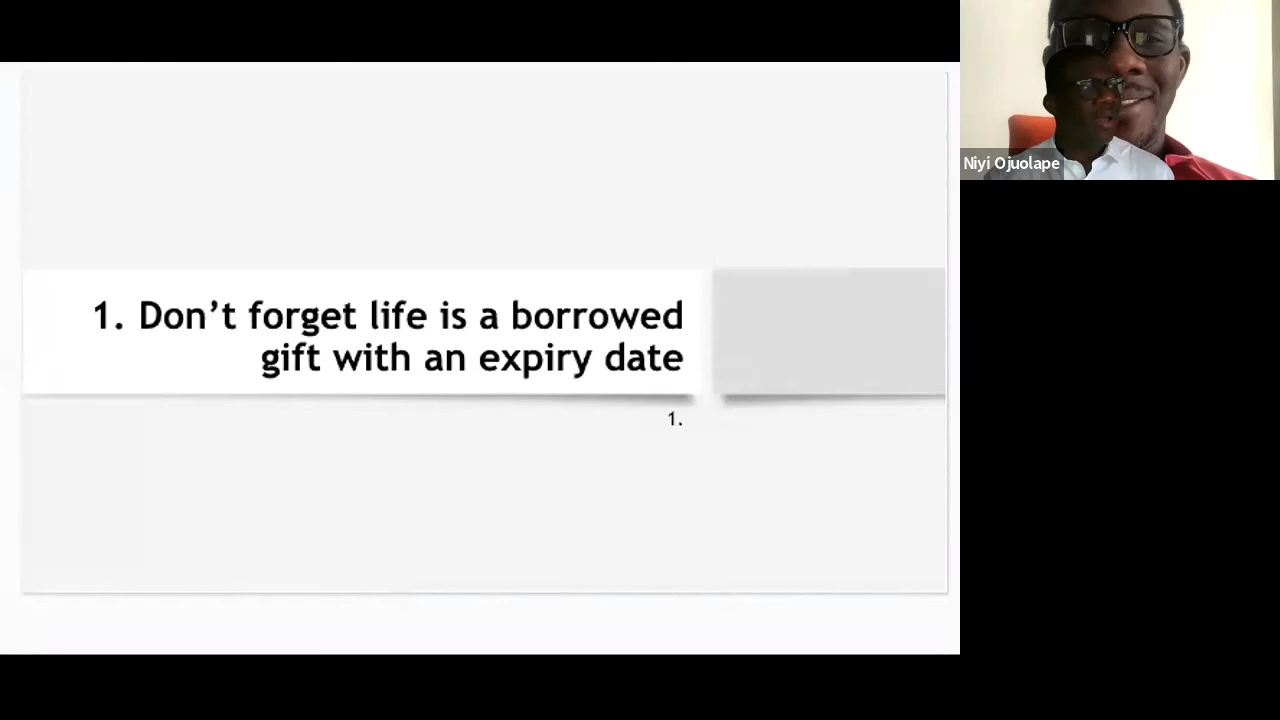 1. Don’t forget life is a borrowed
gift with an expiry date
1.
Niyi Ojuolape